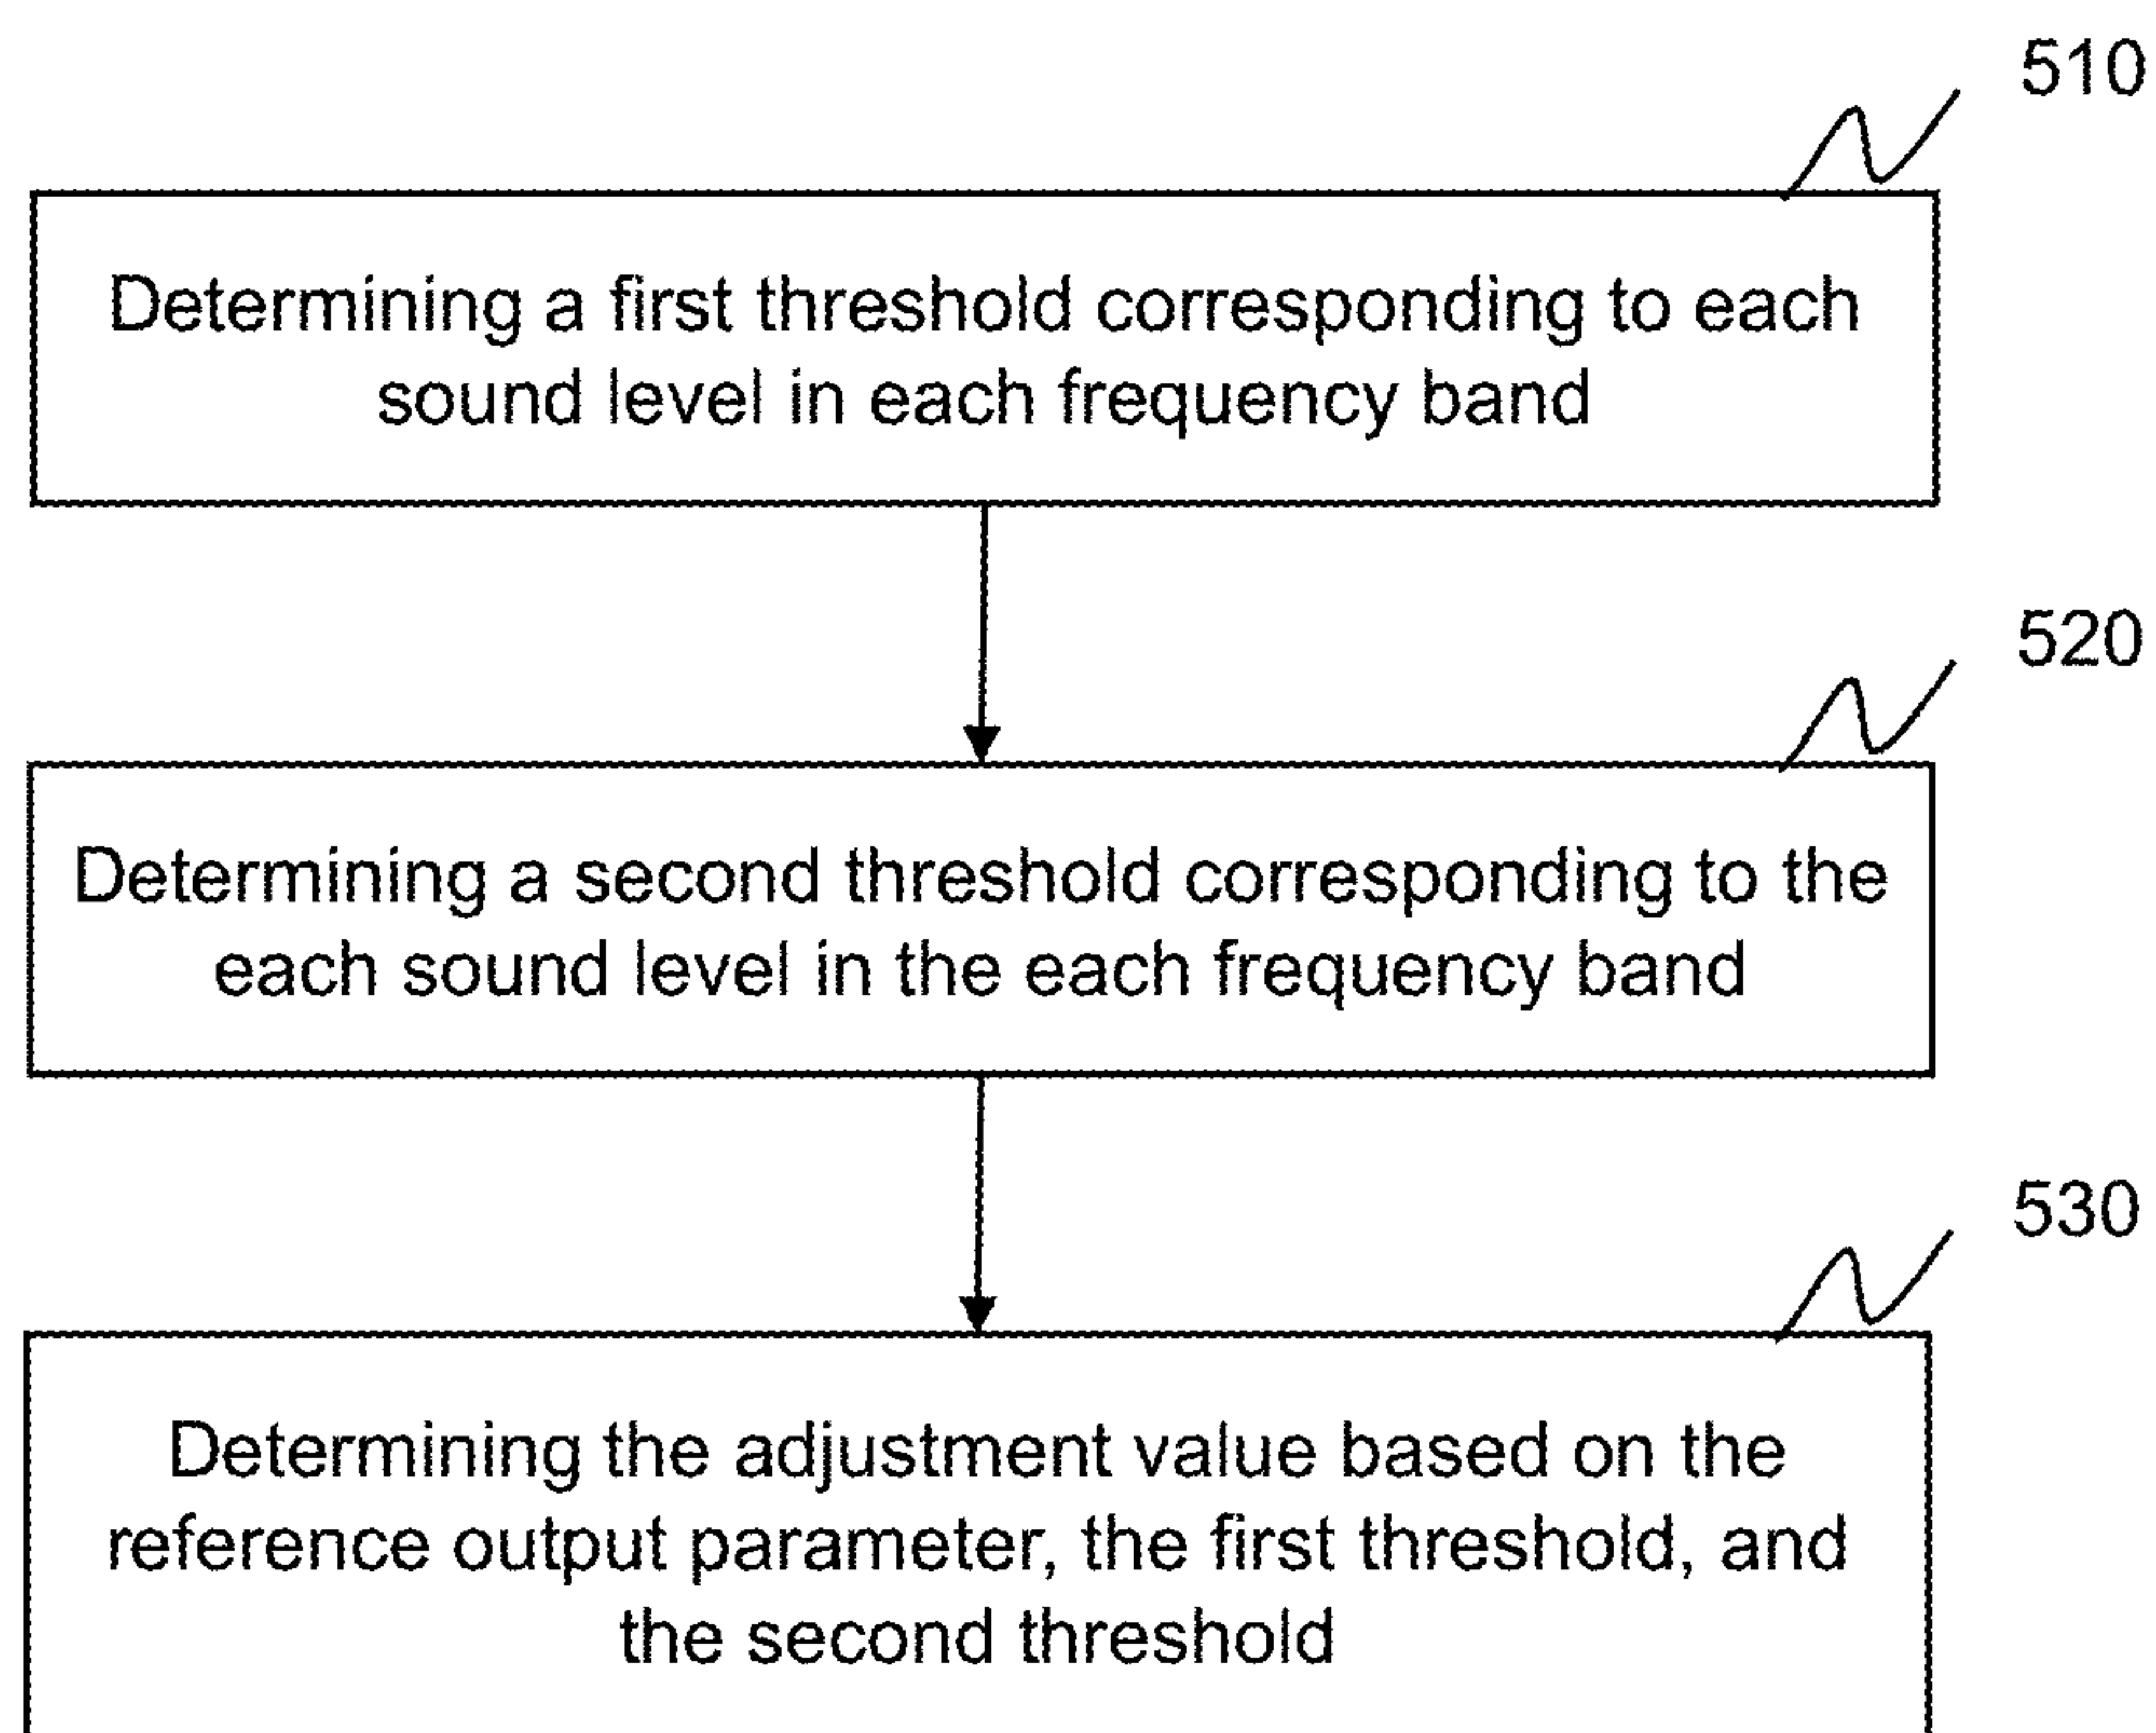 510
Determining a first threshold corresponding to each
sound level in each frequency band
520
Determining a second threshold corresponding to the
each sound level in the each frequency band
530
Determining the adjustment value based on the
reference output parameter, the first threshold, and
the second threshold